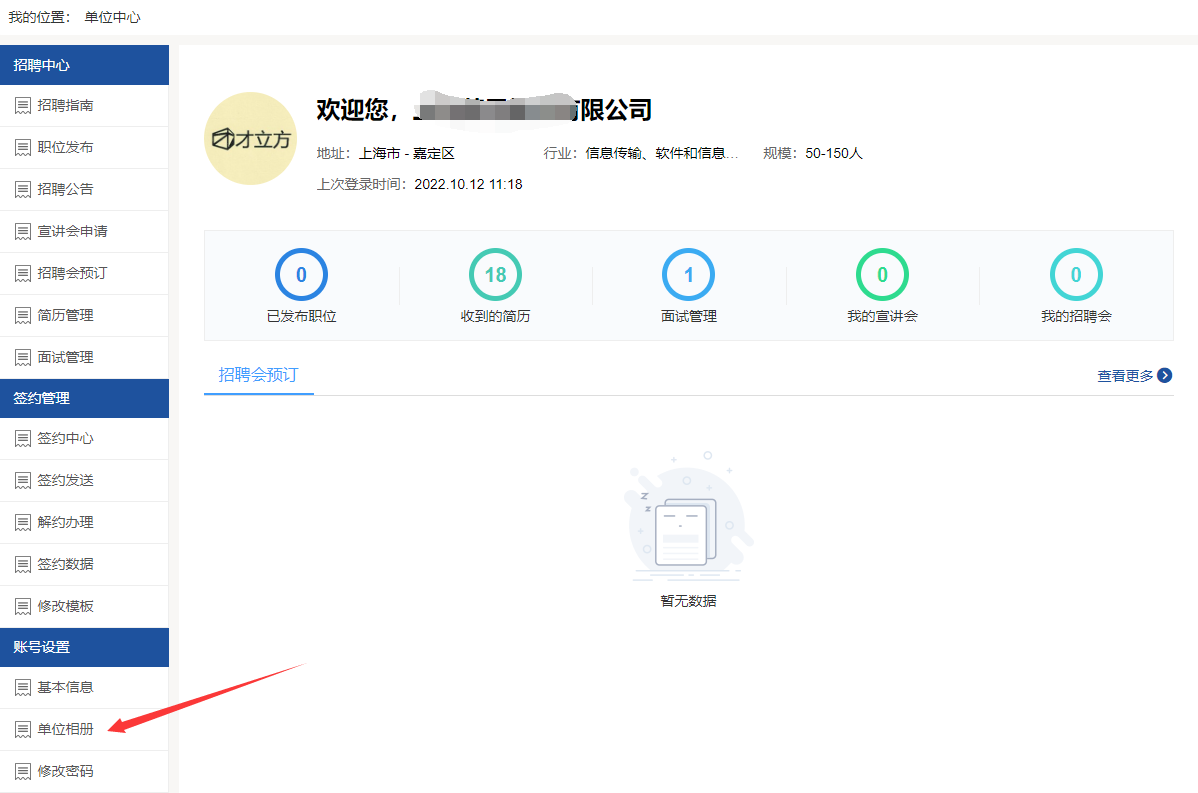 我的位置： 单位中心
招聘中心
招聘指南
职位发布
招聘公告
宣讲会申请
招聘会预订
简历管理
面试管理
签约管理
签约中心
签约发送
解约办理
签约数据
修改模板
账号设置
基本信息
单位相册
修改密码
才立方
欢迎您， 有限公司
地址： 上海市 - 嘉定区 行业： 信息传输、软件和信息... 规模： 50-150人
上次登录时间： 2022.10.12 11:18
0 18 1 0 0
已发布职位 收到的简历 面试管理 我的宣讲会 我的招聘会
招聘会预订 查看更多
z
z
暂无数据